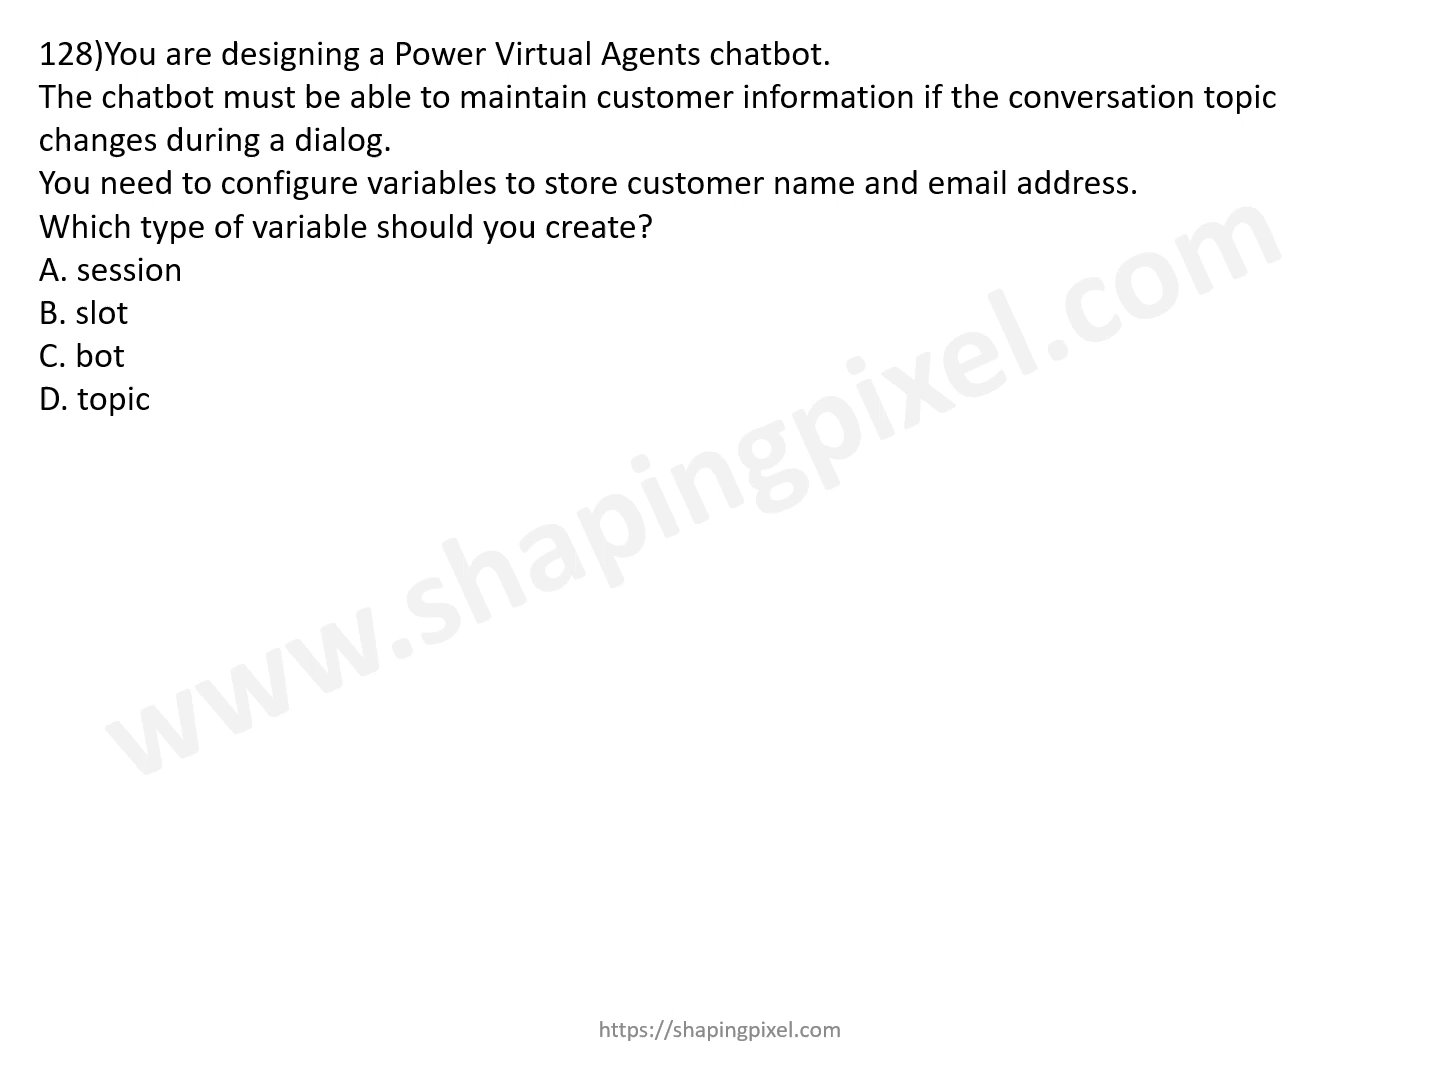 128)You are designing a Power Virtual Agents chatbot.
The chatbot must be able to maintain customer information if the conversation topic
changes during a dialog.
You need to configure variables to store customer name and email address.
Which type of variable should you create?
A. session
B. slot
C. bot
D. topic
www.shapingpixel.com
https://shapingpixel.com